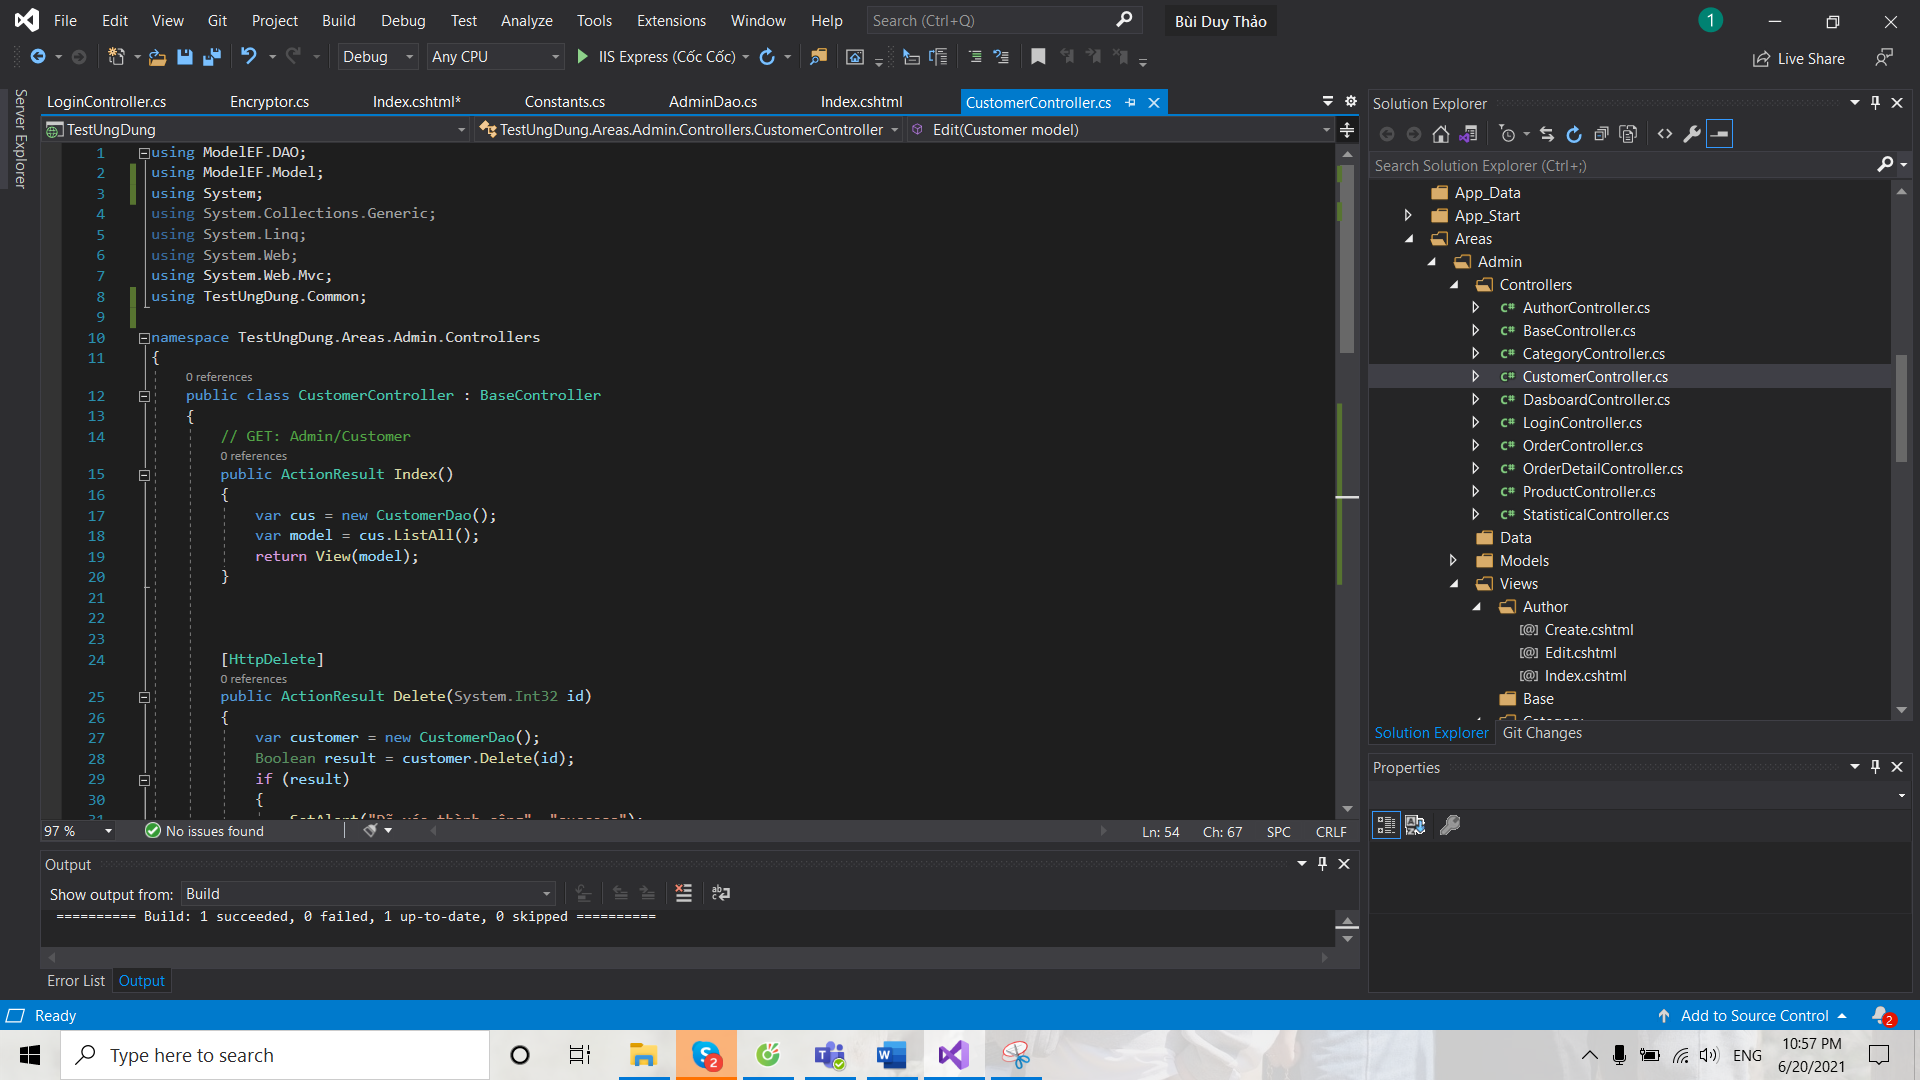 File Edit View Git Project Build Debug Test Analyze Tools Extensions Window Help Search (Ctrl+Q) Bùi Duy Thảo 1
Debug Any CPU IIS Express (Cốc Cốc) Live Share
Server Explorer
LoginController.cs Encryptor.cs Index.cshtml* Constants.cs AdminDao.cs Index.cshtml CustomerController.cs
TestUngDung TestUngDung.Areas.Admin.Controllers.CustomerController Edit(Customer model)
1 using ModelEF.DAO;
2 using ModelEF.Model;
3 using System;
4 using System.Collections.Generic;
5 using System.Linq;
6 using System.Web;
7 using System.Web.Mvc;
8 using TestUngDung.Common;
9
10 namespace TestUngDung.Areas.Admin.Controllers
11 {
0 references
12 public class CustomerController : BaseController
13 {
14 // GET: Admin/Customer
0 references
15 public ActionResult Index()
16 {
17 var cus = new CustomerDao();
18 var model = cus.ListAll();
19 return View(model);
20 }
21
22
23
24 [HttpDelete]
0 references
25 public ActionResult Delete(System.Int32 id)
26 {
27 var customer = new CustomerDao();
28 Boolean result = customer.Delete(id);
29 if (result)
30 {
97 % No issues found Ln: 54 Ch: 67 SPC CRLF
Output
Show output from: Build
========== Build: 1 succeeded, 0 failed, 1 up-to-date, 0 skipped ==========
Error List Output
Solution Explorer
Search Solution Explorer (Ctrl+;)
App_Data
App_Start
Areas
Admin
Controllers
C# AuthorController.cs
C# BaseController.cs
C# CategoryController.cs
C# CustomerController.cs
C# DasboardController.cs
C# LoginController.cs
C# OrderController.cs
C# OrderDetailController.cs
C# ProductController.cs
C# StatisticalController.cs
Data
Models
Views
Author
[@] Create.cshtml
[@] Edit.cshtml
[@] Index.cshtml
Base
Solution Explorer Git Changes
Properties
Ready Add to Source Control 2
Type here to search 2 ENG 10:57 PM
6/20/2021